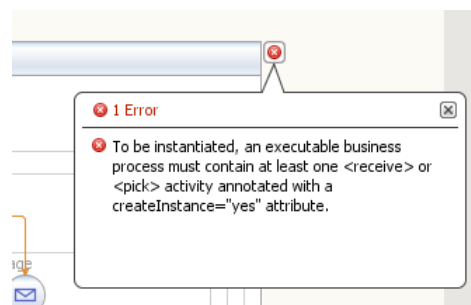 1 Error
To be instantiated, an executable business
process must contain at least one <receive> or
<pick> activity annotated with a
createInstance="yes" attribute.
age